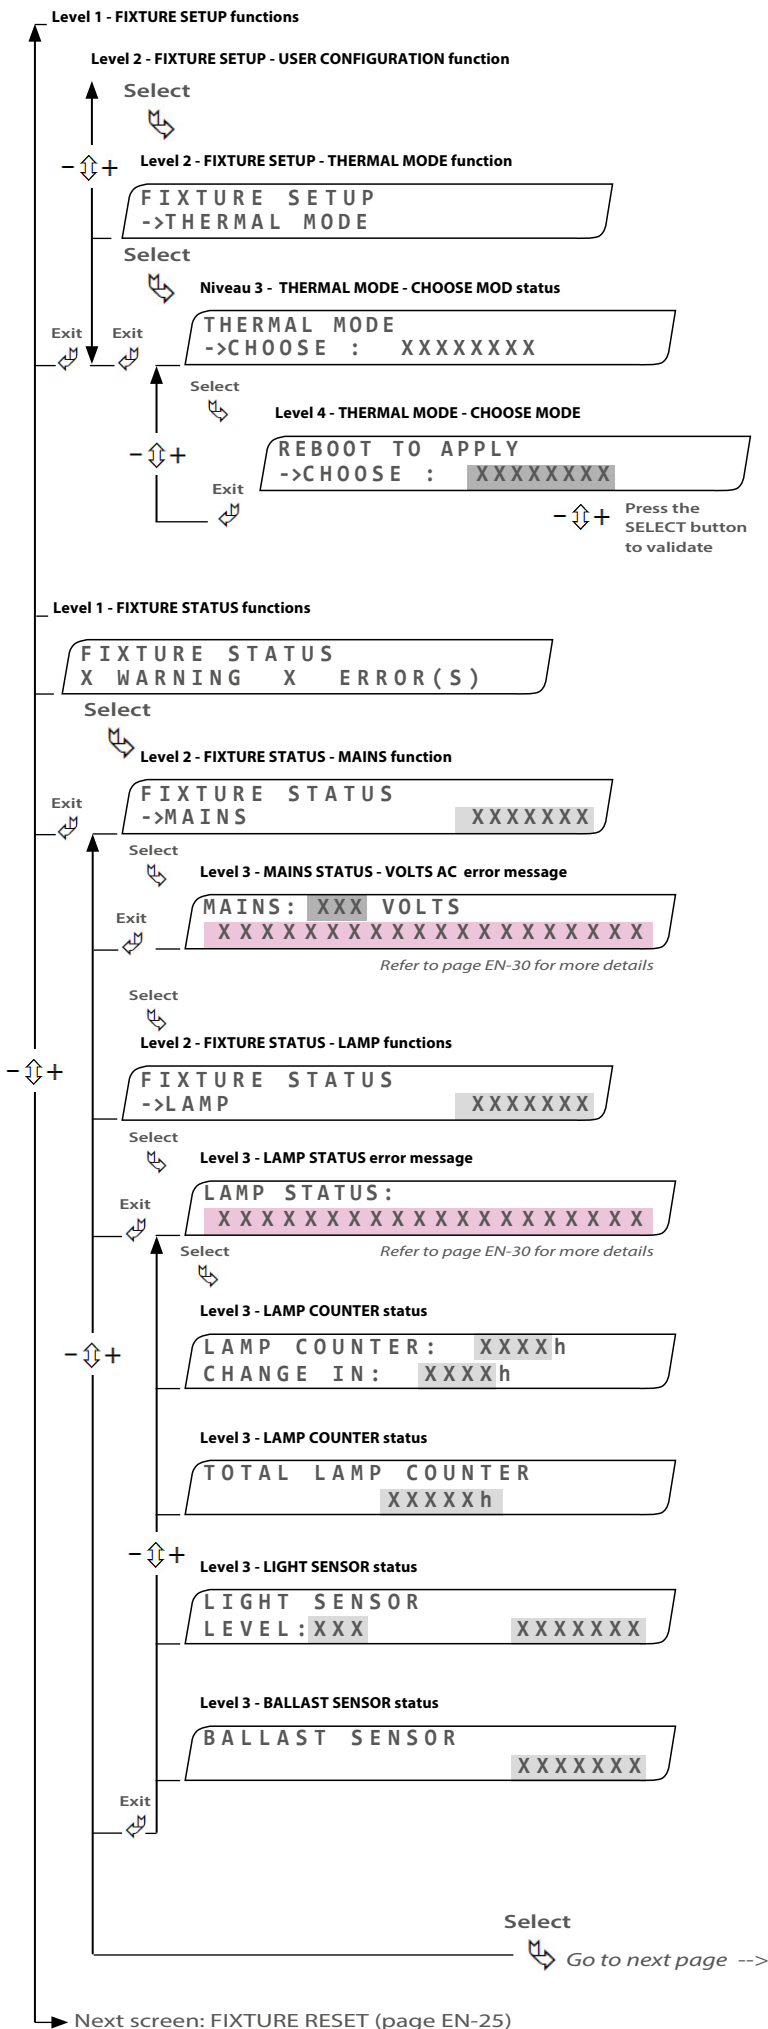 Level 1 - FIXTURE SETUP functions
Level 2 - FIXTURE SETUP - USER CONFIGURATION function
Select
- +
Level 2 - FIXTURE SETUP - THERMAL MODE function
FIXTURE SETUP
->THERMAL MODE
Select
Niveau 3 - THERMAL MODE - CHOOSE MOD status
Exit Exit
THERMAL MODE
->CHOOSE : XXXXXXXX
Select
Level 4 - THERMAL MODE - CHOOSE MODE
- +
REBOOT TO APPLY
->CHOOSE : XXXXXXXX
Exit
- + Press the
SELECT button
to validate
Level 1 - FIXTURE STATUS functions
FIXTURE STATUS
X WARNING X ERROR(S)
Select
Level 2 - FIXTURE STATUS - MAINS function
Exit
FIXTURE STATUS
->MAINS XXXXXXX
Select
Level 3 - MAINS STATUS - VOLTS AC error message
Exit
MAINS: XXX VOLTS
XXXXXXXXXXXXXXXXXXXX
Refer to page EN-30 for more details
Select
Level 2 - FIXTURE STATUS - LAMP functions
- +
FIXTURE STATUS
->LAMP XXXXXXX
Select
Level 3 - LAMP STATUS error message
Exit
LAMP STATUS:
XXXXXXXXXXXXXXXXXXXX
Select
Refer to page EN-30 for more details
Level 3 - LAMP COUNTER status
- +
LAMP COUNTER: XXXXh
CHANGE IN: XXXXh
Level 3 - LAMP COUNTER status
TOTAL LAMP COUNTER
XXXXXh
- +
Level 3 - LIGHT SENSOR status
LIGHT SENSOR
LEVEL:XXX XXXXXXX
Level 3 - BALLAST SENSOR status
BALLAST SENSOR
XXXXXXX
Exit
Select
Go to next page -->
Next screen: FIXTURE RESET (page EN-25)